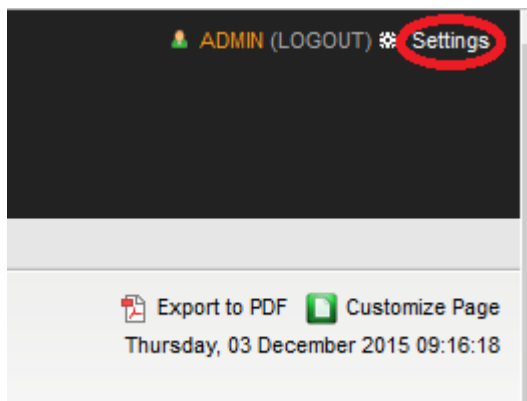 ADMIN (LOGOUT) Settings
Export to PDF Customize Page
Thursday, 03 December 2015 09:16:18